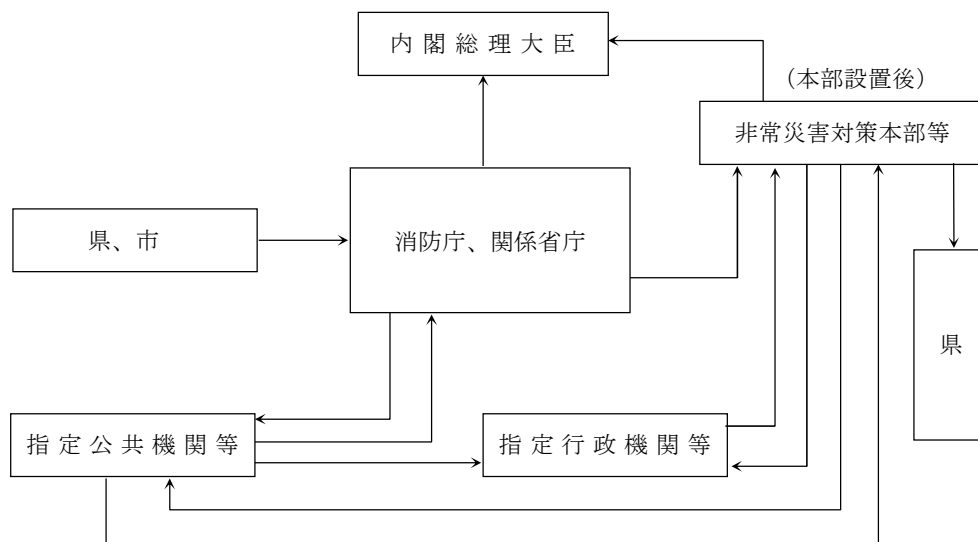 内閣総理大臣
（本部設置後）
非常災害対策本部等
県、市
消防庁、関係省庁
県
指定公共機関等
指定行政機関等